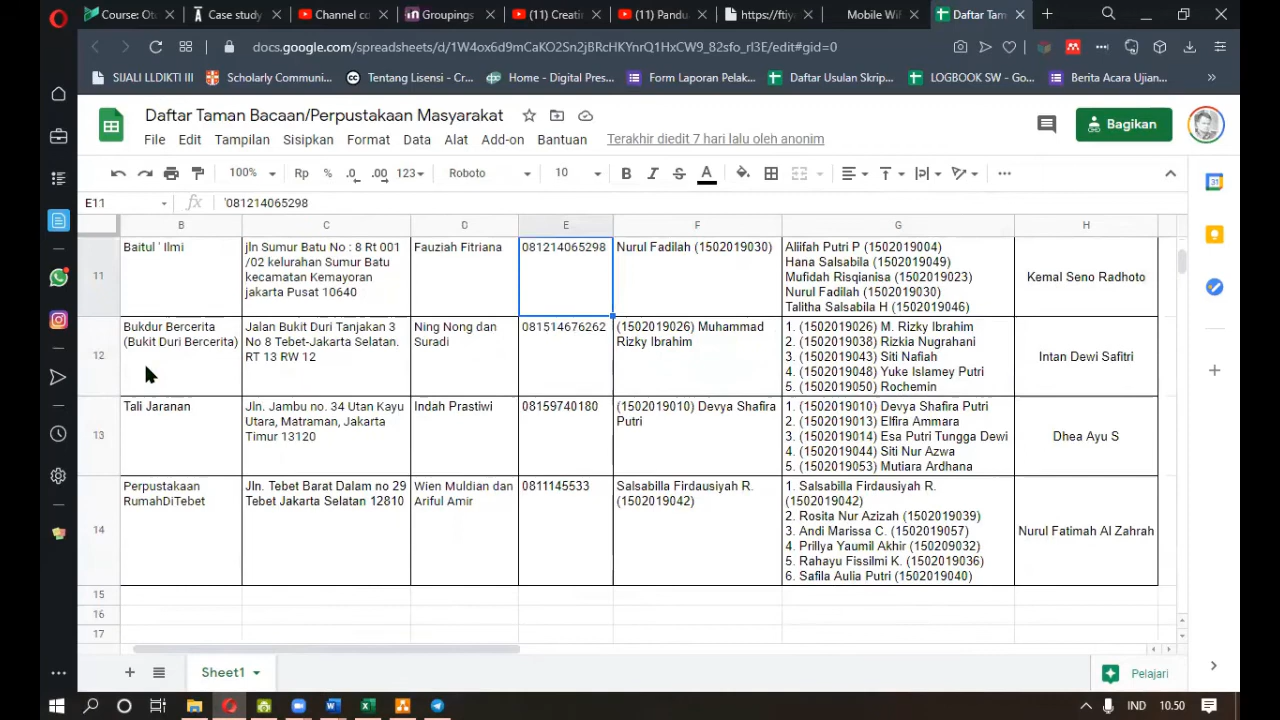 Course: Ot
Case study
Channel co
Groupings
(11) Creati
(11) Pandu
https://ftiya
Mobile Wif
Daftar Tam
docs.google.com/spreadsheets/d/1W4ox6d9mCaKO2Sn2jBRcHKYnrQ1HxCW9_82sfo_rl3E/edit#gid=0
SIJALI LLDIKTI III
Scholarly Communi...
Tentang Lisensi - Cr...
Home - Digital Pres...
Form Laporan Pelak...
Daftar Usulan Skrip...
LOGBOOK SW - Go...
Berita Acara Ujian...
Daftar Taman Bacaan/Perpustakaan Masyarakat
Bagikan
File Edit Tampilan Sisipkan Format Data Alat Add-on Bantuan Terakhir diedit 7 hari lalu oleh anonim
100% Rp % .0 .00 123 Roboto 10 B I S A
E11 fx '081214065298
B C D E F G H
11
Baitul ' Ilmi
jln Sumur Batu No : 8 Rt 001
/02 kelurahan Sumur Batu
kecamatan Kemayoran
jakarta Pusat 10640
Fauziah Fitriana
081214065298
Nurul Fadilah (1502019030)
Aliifah Putri P (1502019004)
Hana Salsabila (1502019049)
Mufidah Risqianisa (1502019023)
Nurul Fadilah (1502019030)
Talitha Salsabila H (1502019046)
Kemal Seno Radhoto
12
Bukdur Bercerita
(Bukit Duri Bercerita)
Jalan Bukit Duri Tanjakan 3
No 8 Tebet-Jakarta Selatan.
RT 13 RW 12
Ning Nong dan
Suradi
081514676262
(1502019026) Muhammad
Rizky Ibrahim
1. (1502019026) M. Rizky Ibrahim
2. (1502019038) Rizkia Nugrahani
3. (1502019043) Siti Nafiah
4. (1502019048) Yuke Islamey Putri
5. (1502019050) Rochemin
Intan Dewi Safitri
13
Tali Jaranan
Jln. Jambu no. 34 Utan Kayu
Utara, Matraman, Jakarta
Timur 13120
Indah Prastiwi
08159740180
(1502019010) Devya Shafira
Putri
1. (1502019010) Devya Shafira Putri
2. (1502019013) Elfira Ammara
3. (1502019014) Esa Putri Tungga Dewi
4. (1502019044) Siti Nur Azwa
5. (1502019053) Mutiara Ardhana
Dhea Ayu S
14
Perpustakaan
RumahDiTebet
Jln. Tebet Barat Dalam no 29
Tebet Jakarta Selatan 12810
Wien Muldian dan
Ariful Amir
0811145533
Salsabilla Firdausiyah R.
(1502019042)
1. Salsabilla Firdausiyah R.
(1502019042)
2. Rosita Nur Azizah (1502019039)
3. Andi Marissa C. (1502019057)
4. Prillya Yaumil Akhir (150209032)
5. Rahayu Fissilmi K. (1502019036)
6. Safila Aulia Putri (1502019040)
Nurul Fatimah Al Zahrah
15
16
17
Sheet1
Pelajari
IND
10.50